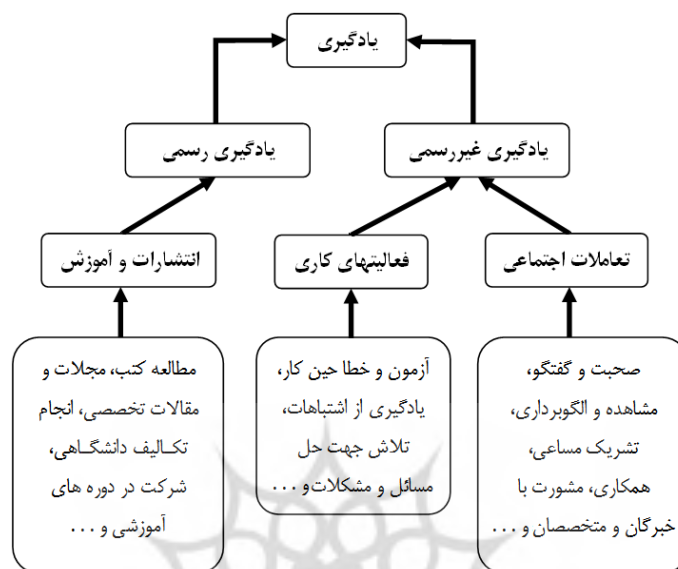 یادگیری
یادگیری غیررسمی
یادگیری رسمی
تعاملات اجتماعی
فعالیتهای کاری
انتشارات و آموزش
صحبت و گفتگو،
مشاهده و الگوبرداری،
تشریک مساعی،
همکاری، مشورت با
خبرگان و متخصصان و ...
آزمون و خطا حین کار،
یادگیری از اشتباهات،
تلاش جهت حل
مسائل و مشکلات و ...
مطالعه کتب، مجلات و
مقالات تخصصی، انجام
تکـالیف دانشگـاهی،
شرکت در دوره های
آموزشی و ...